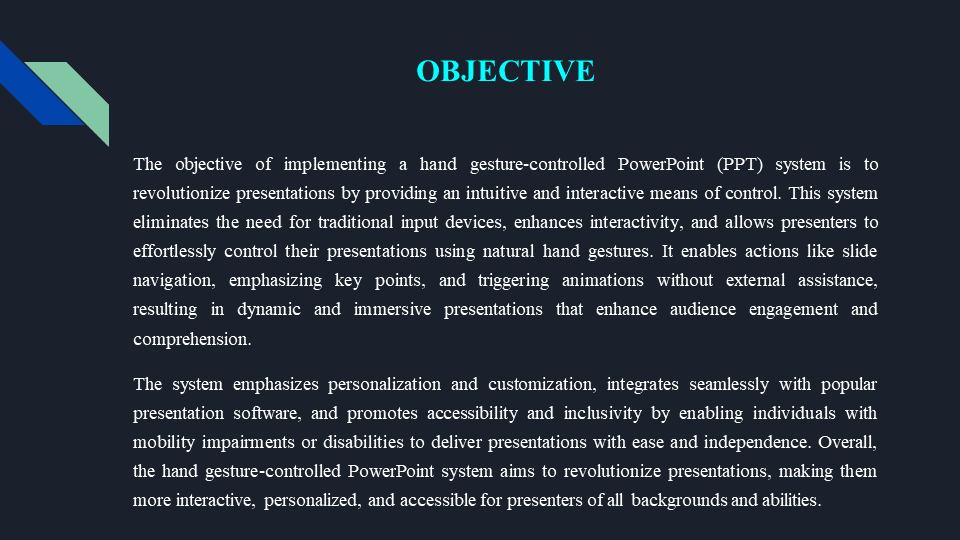 OBJECTIVE
The objective of implementing a hand gesture-controlled PowerPoint (PPT) system is to
revolutionize presentations by providing an intuitive and interactive means of control. This system
eliminates the need for traditional input devices, enhances interactivity, and allows presenters to
effortlessly control their presentations using natural hand gestures. It enables actions like slide
navigation, emphasizing key points, and triggering animations without external assistance,
resulting in dynamic and immersive presentations that enhance audience engagement and
comprehension.
The system emphasizes personalization and customization, integrates seamlessly with popular
presentation software, and promotes accessibility and inclusivity by enabling individuals with
mobility impairments or disabilities to deliver presentations with ease and independence. Overall,
the hand gesture-controlled PowerPoint system aims to revolutionize presentations, making them
more interactive, personalized, and accessible for presenters of all backgrounds and abilities.